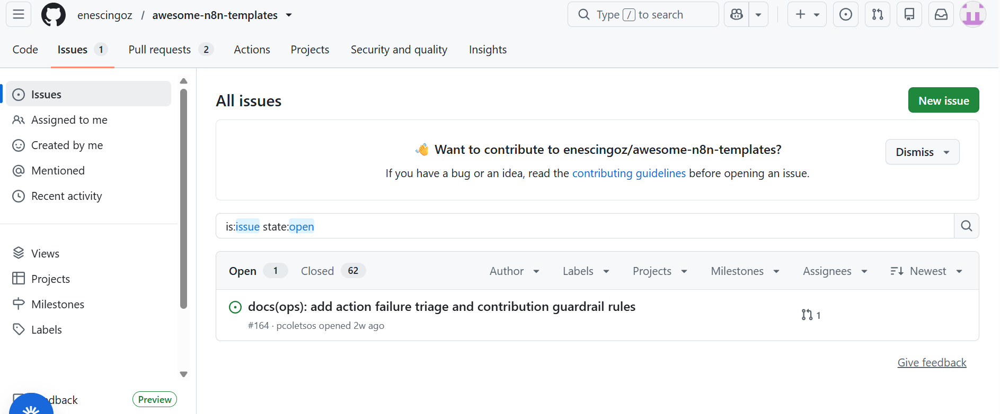 enescingoz / awesome-n8n-templates
Type / to search
Code Issues 1 Pull requests 2 Actions Projects Security and quality Insights
Issues
Assigned to me
Created by me
Mentioned
Recent activity
Views
Projects
Milestones
Labels
Preview
All issues
New issue
👋 Want to contribute to enescingoz/awesome-n8n-templates?
If you have a bug or an idea, read the contributing guidelines before opening an issue.
Dismiss
is:issue state:open
Open 1 Closed 62 Author Labels Projects Milestones Assignees Newest
docs(ops): add action failure triage and contribution guardrail rules
#164 · pcoletsos opened 2w ago
1
Give feedback